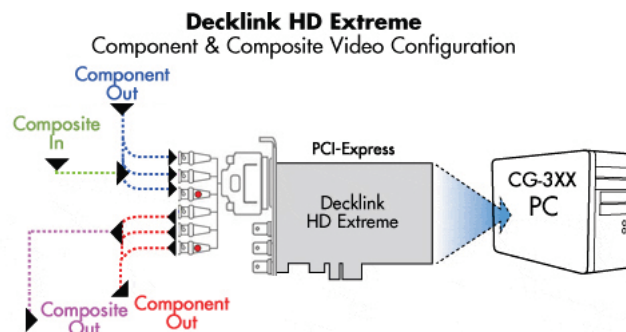 Decklink HD Extreme
Component & Composite Video Configuration
Component
Out
Composite
In
PCI-Express
Decklink
HD Extreme
CG-3XX
PC
Composite
Out
Component
Out